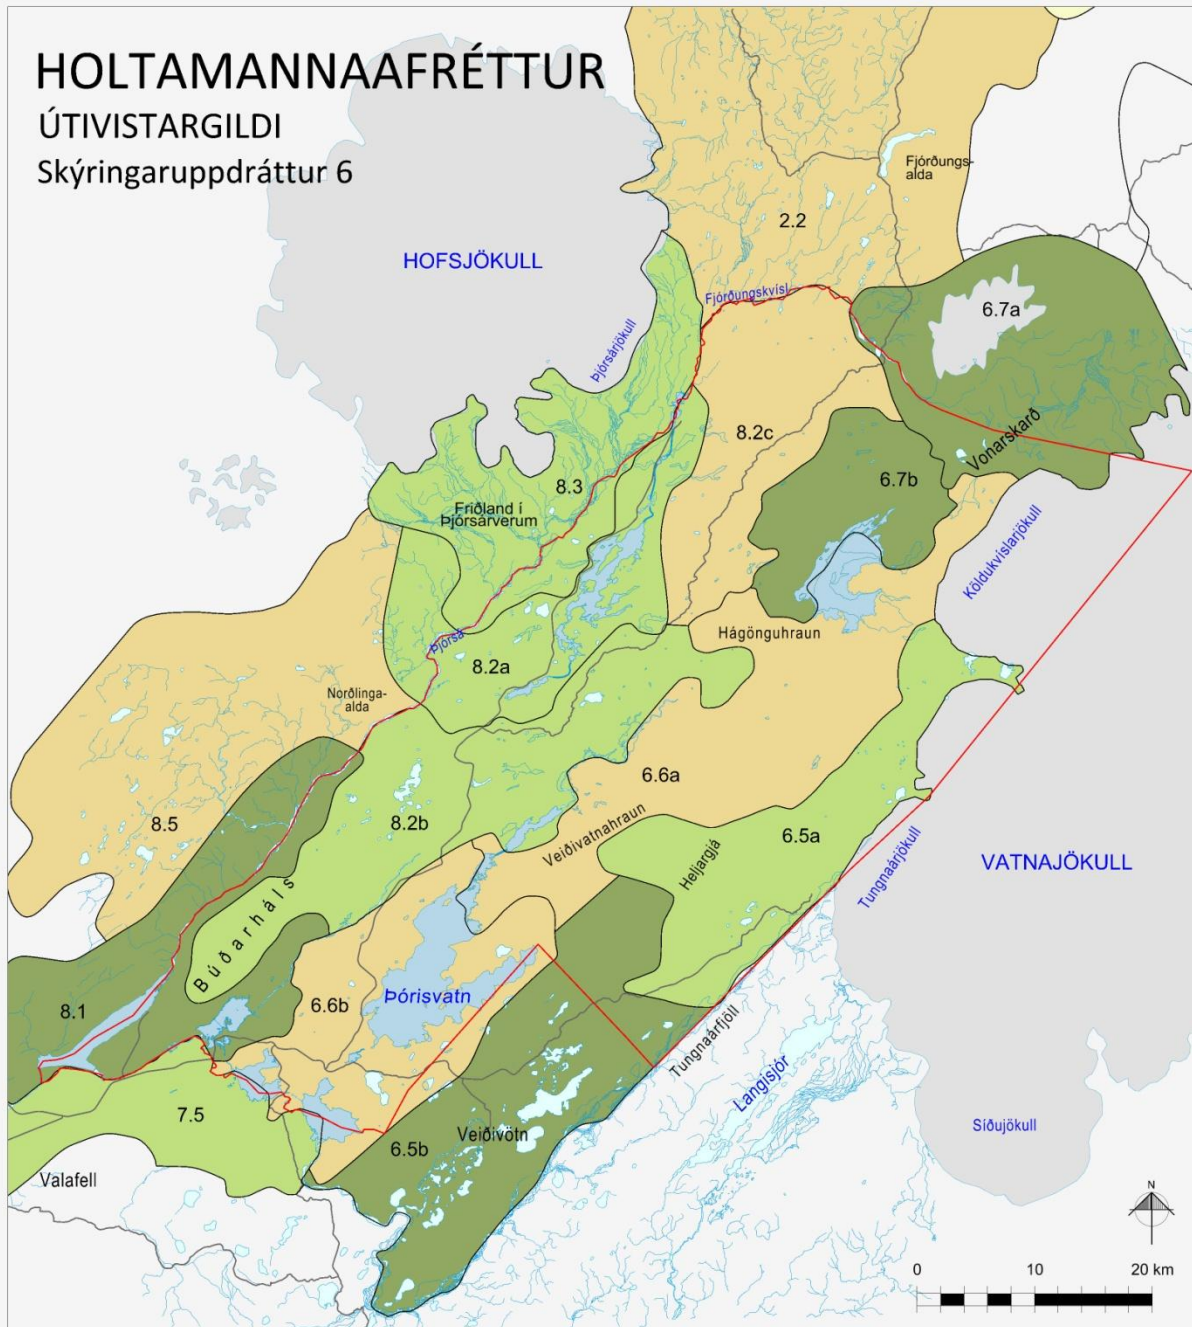 HOLTAMANNAAFRÉTTUR
ÚTIVISTARGILDI
Skýringaruppdráttur 6
Fjórðungs-
alda
2.2
HOFSJÖKULL
Fjórðungskvísl
6.7a
Þjórsárjökull
8.2c
Vonarskarð
6.7b
8.3
Friðland í
Þjórsárverum
Köldukvíslarjökull
Hágönguhraun
Þjórsá
8.2a
Norðlinga-
alda
6.6a
8.5
8.2b
Veiðivatnahraun
6.5a
Heljargjá
Tungnaárjökull
VATNAJÖKULL
Búðarháls
Þórisvatn
6.6b
8.1
Tungnaárfjöll
Langisjór
7.5
6.5b
Veiðivötn
Síðujökull
Valafell
N
0 10 20 km